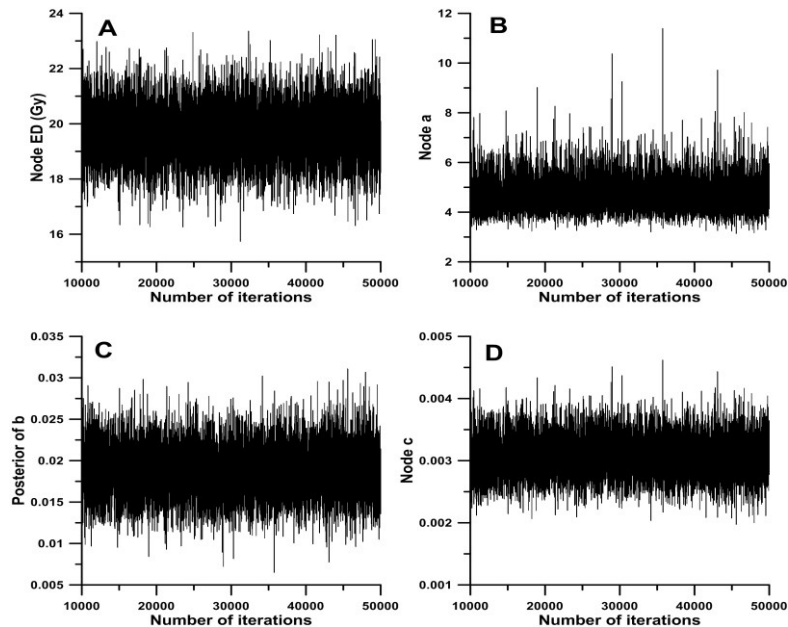 A
Node ED (Gy)
24
22
20
18
16
10000 20000 30000 40000 50000
Number of iterations
B
Node a
12
10
8
6
4
2
10000 20000 30000 40000 50000
Number of iterations
C
Posterior of b
0.035
0.03
0.025
0.02
0.015
0.01
0.005
10000 20000 30000 40000 50000
Number of iterations
D
Node c
0.005
0.004
0.003
0.002
0.001
10000 20000 30000 40000 50000
Number of iterations